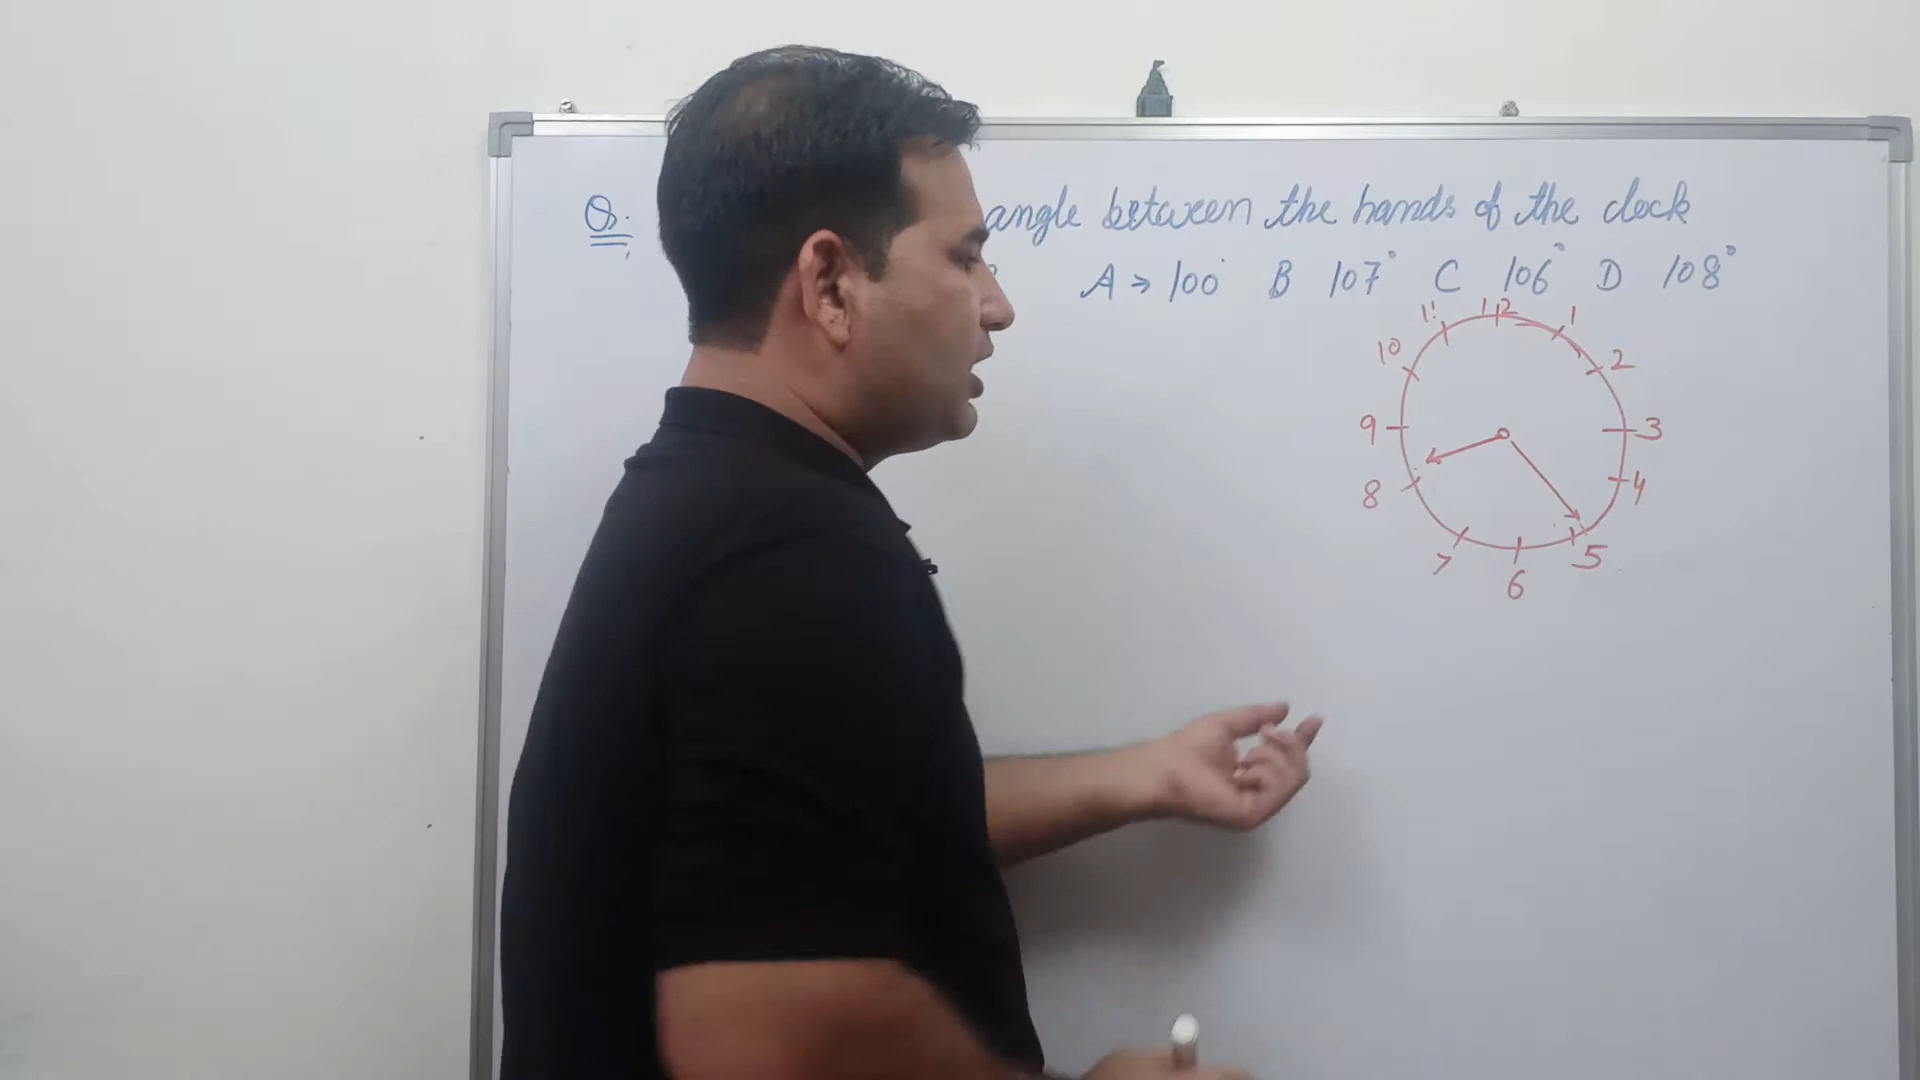 Q. angle between the hands of the clock
A → 100° B 107° C 106° D 108°
11 12 1
10 2
9 3
8 4
7 5
6